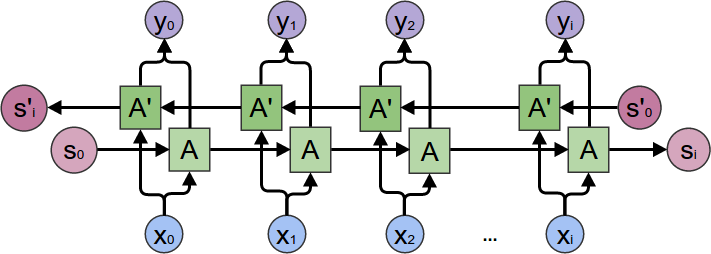 y₀ y₁ y₂ yᵢ
s'ᵢ A' A' A' A' s'₀
s₀ A A A A sᵢ
x₀ x₁ x₂ ... xᵢ